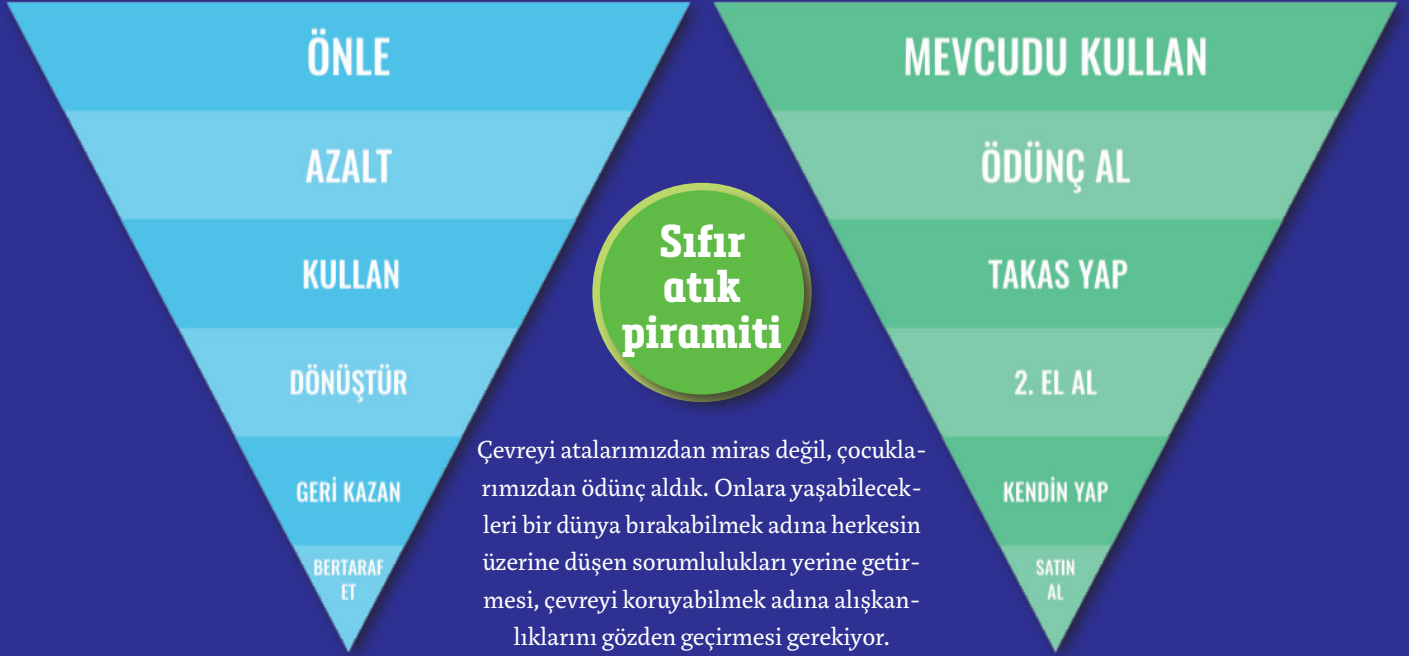 ÖNLE
AZALT
KULLAN
DÖNÜŞTÜR
GERİ KAZAN
BERTARAF
ET
Sıfır
atık
piramiti
Çevreyi atalarımızdan miras değil, çocukla-
rımızdan ödünç aldık. Onlara yaşabilecek-
leri bir dünya bırakabilmek adına herkesin
üzerine düşen sorumlulukları yerine getir-
mesi, çevreyi koruyabilmek adına alışkan-
lıklarını gözden geçirmesi gerekiyor.
MEVCUDU KULLAN
ÖDÜNÇ AL
TAKAS YAP
2. EL AL
KENDİN YAP
SATIN
AL